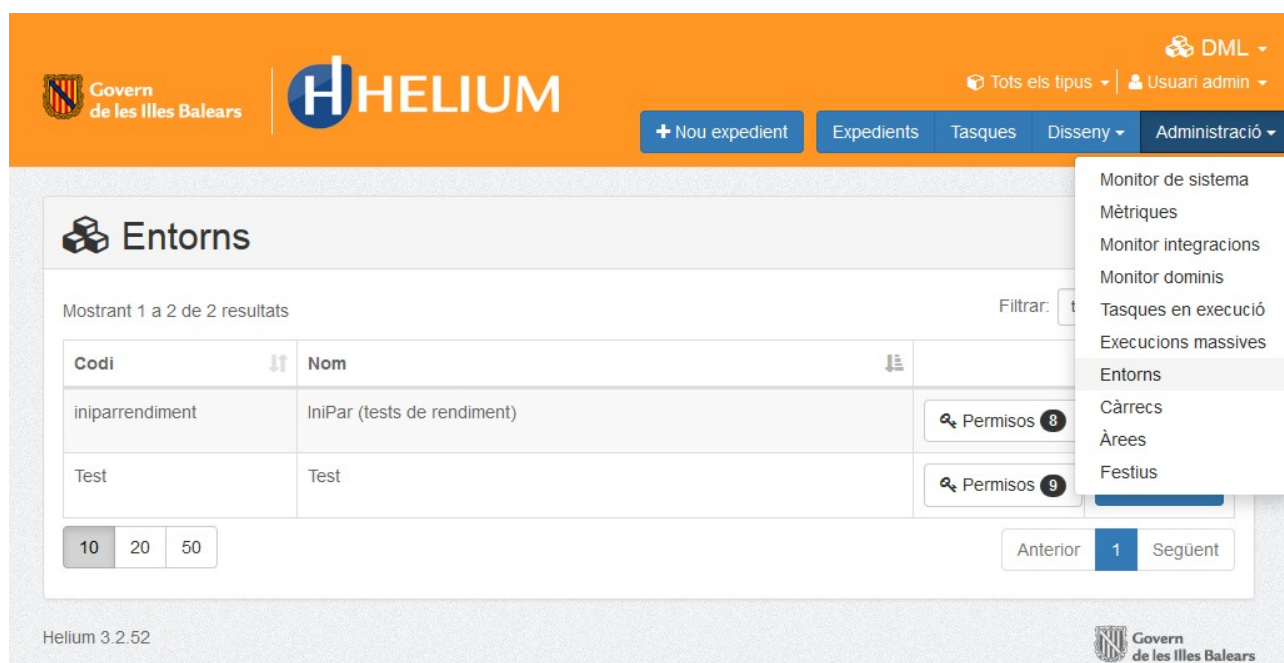 DML
Govern
de les Illes Balears
HELIUM
Tots els tipus
Usuari admin
Nou expedient
Expedients
Tasques
Disseny
Administració
Monitor de sistema
Mètriques
Monitor integracions
Monitor dominis
Tasques en execució
Execucions massives
Entorns
Càrrecs
Àrees
Festius
Entorns
Mostrant 1 a 2 de 2 resultats
Filtrar:
Codi
Nom
iniparrendiment
IniPar (tests de rendiment)
Permisos 8
Test
Test
Permisos 9
10
20
50
Anterior
1
Següent
Helium 3.2.52
Govern
de les Illes Balears